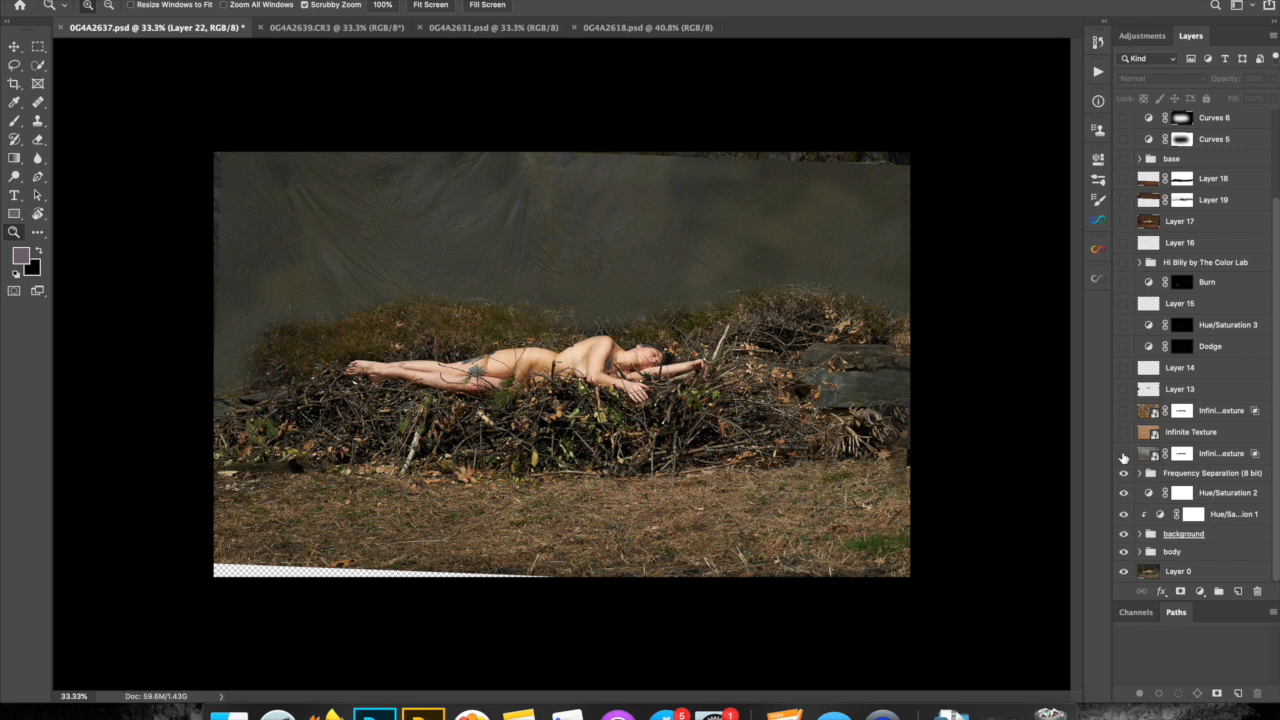 Resize Windows to Fit Zoom All Windows Scrubby Zoom 100% Fit Screen Fill Screen
0G4A2637.psd @ 33.3% (Layer 22, RGB/8) * 0G4A2639.CR3 @ 33.3% (RGB/8*) 0G4A2631.psd @ 33.3% (RGB/8) 0G4A2618.psd @ 40.8% (RGB/8)
Adjustments Layers
Kind
Normal Opacity: 100%
Lock: Fill: 100%
Curves 6
Curves 5
base
Layer 18
Layer 19
Layer 17
Layer 16
Hi Billy by The Color Lab
Burn
Layer 15
Hue/Saturation 3
Dodge
Layer 14
Layer 13
Infini...exture
Infinite Texture
Infini...exture
Frequency Separation (8 bit)
Hue/Saturation 2
Hue/Sa...ion 1
background
body
Layer 0
Channels Paths
33.33% Doc: 59.6M/1.43G
5
1